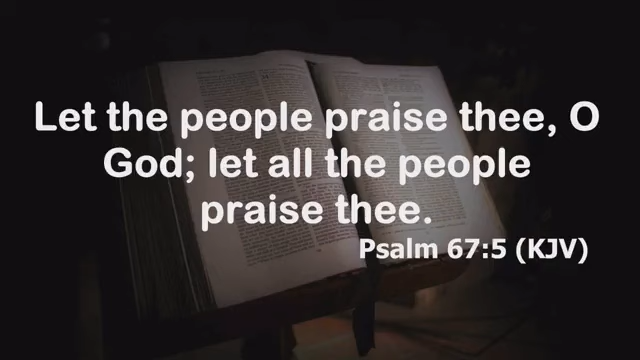 Let the people praise thee, O
God; let all the people
praise thee.
Psalm 67:5 (KJV)